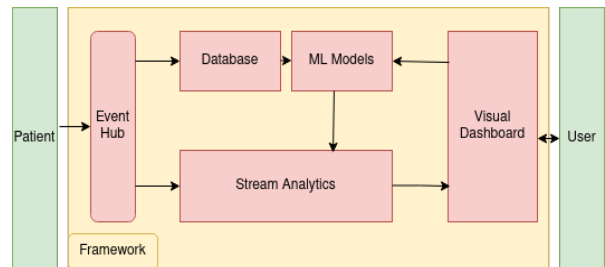 Patient
Event
Hub
Database
ML Models
Stream Analytics
Visual
Dashboard
User
Framework